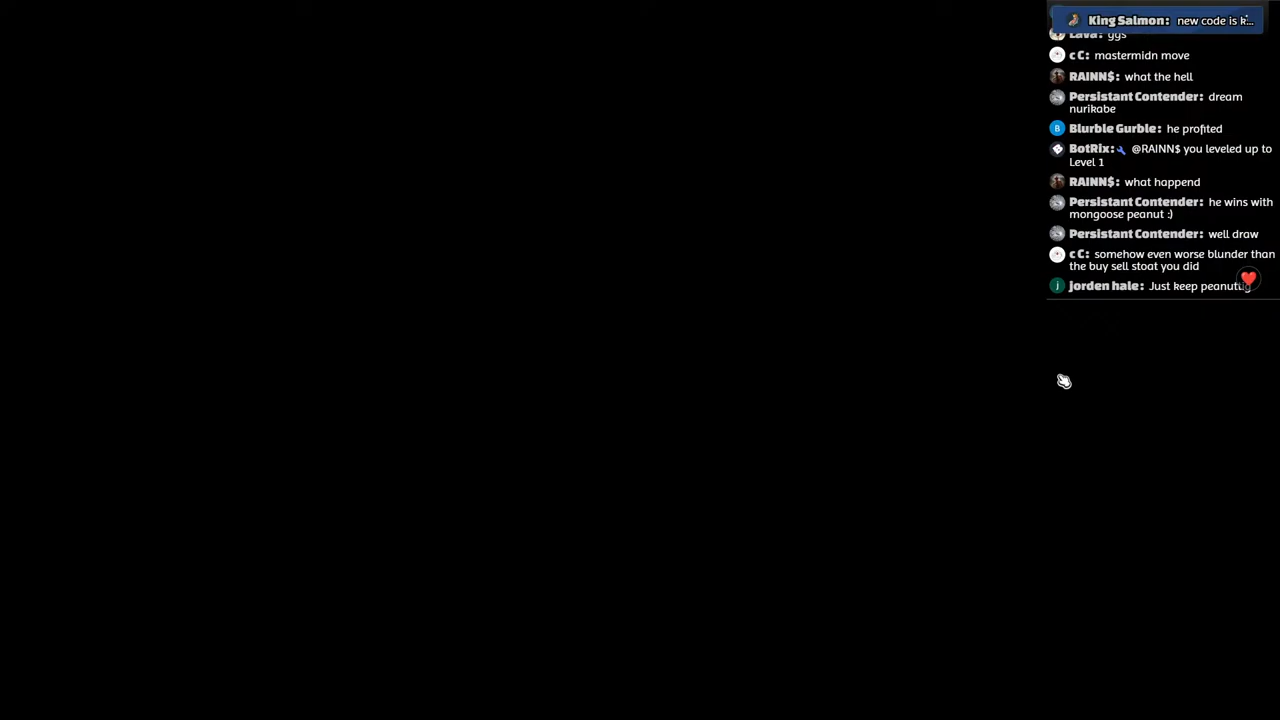 King Salmon: new code is k...
Lava: ggs
c C: mastermidn move
RAINN$: what the hell
Persistant Contender: dream
nurikabe
Blurble Gurble: he profited
B
BotRix: @RAINN$ you leveled up to
Level 1
RAINN$: what happend
Persistant Contender: he wins with
mongoose peanut :)
Persistant Contender: well draw
c C: somehow even worse blunder than
the buy sell stoat you did
j
jorden hale: Just keep peanutig